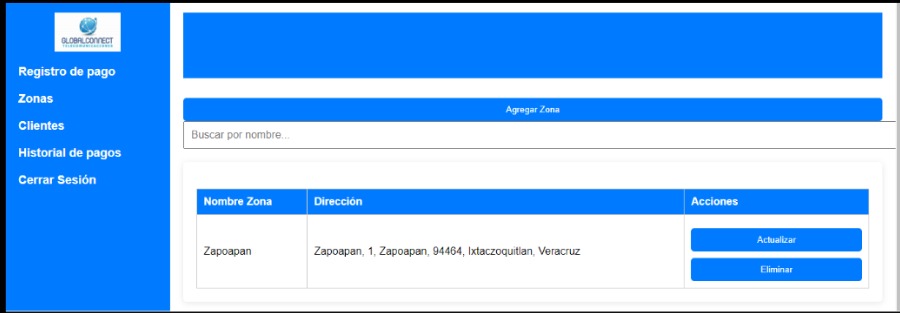 GLOBALCONNECT
TELECOMUNICACIONES
Registro de pago
Zonas
Clientes
Historial de pagos
Cerrar Sesión
Agregar Zona
Buscar por nombre...
Nombre Zona Dirección Acciones
Zapoapan Zapoapan, 1, Zapoapan, 94464, Ixtaczoquitlan, Veracruz Actualizar
Eliminar